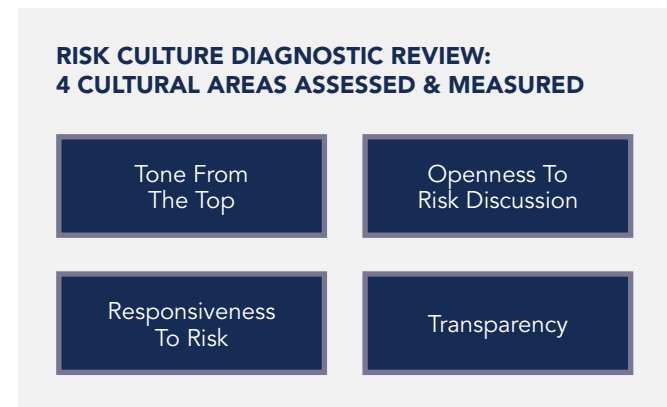 RISK CULTURE DIAGNOSTIC REVIEW:
4 CULTURAL AREAS ASSESSED & MEASURED
Tone From
The Top
Openness To
Risk Discussion
Responsiveness
To Risk
Transparency